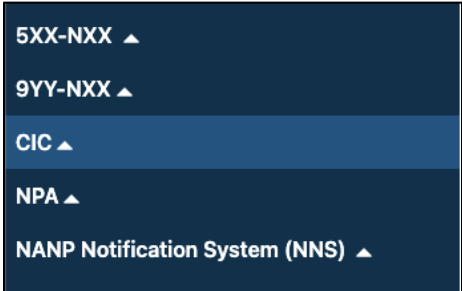 5XX-NXX
9YY-NXX
CIC
NPA
NANP Notification System (NNS)